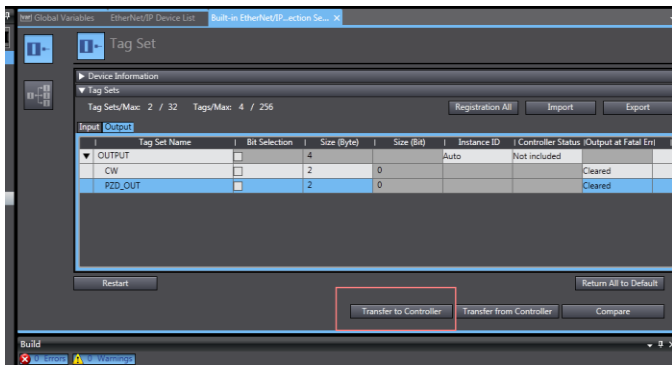 Global Variables EtherNet/IP Device List Built-in EtherNet/IP...ection Se... X
Tag Set
Device Information
Tag Sets
Tag Sets/Max: 2 / 32 Tags/Max: 4 / 256 Registration All Import Export
Input Output
Tag Set Name | Bit Selection | Size (Byte) | Size (Bit) | Instance ID | Controller Status |Output at Fatal Err|
OUTPUT 4 Auto Not included
CW 2 0 Cleared
PZD_OUT 2 0 Cleared
Restart Return All to Default
Transfer to Controller Transfer from Controller Compare
Build
0 Errors 0 Warnings